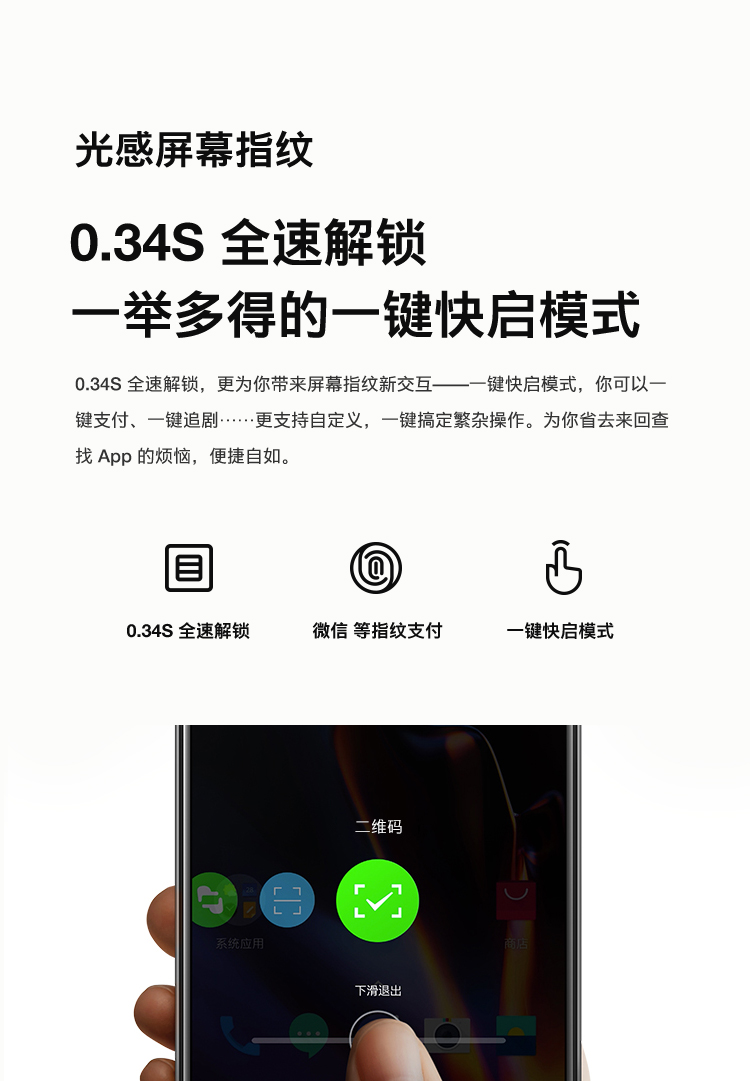 光感屏幕指纹
0.34S 全速解锁
一举多得的一键快启模式
0.34S 全速解锁，更为你带来屏幕指纹新交互——一键快启模式，你可以一
键支付、一键追剧……更支持自定义，一键搞定繁杂操作。为你省去来回查
找 App 的烦恼，便捷自如。
0.34S 全速解锁
微信 等指纹支付
一键快启模式
二维码
系统应用
商店
下滑退出